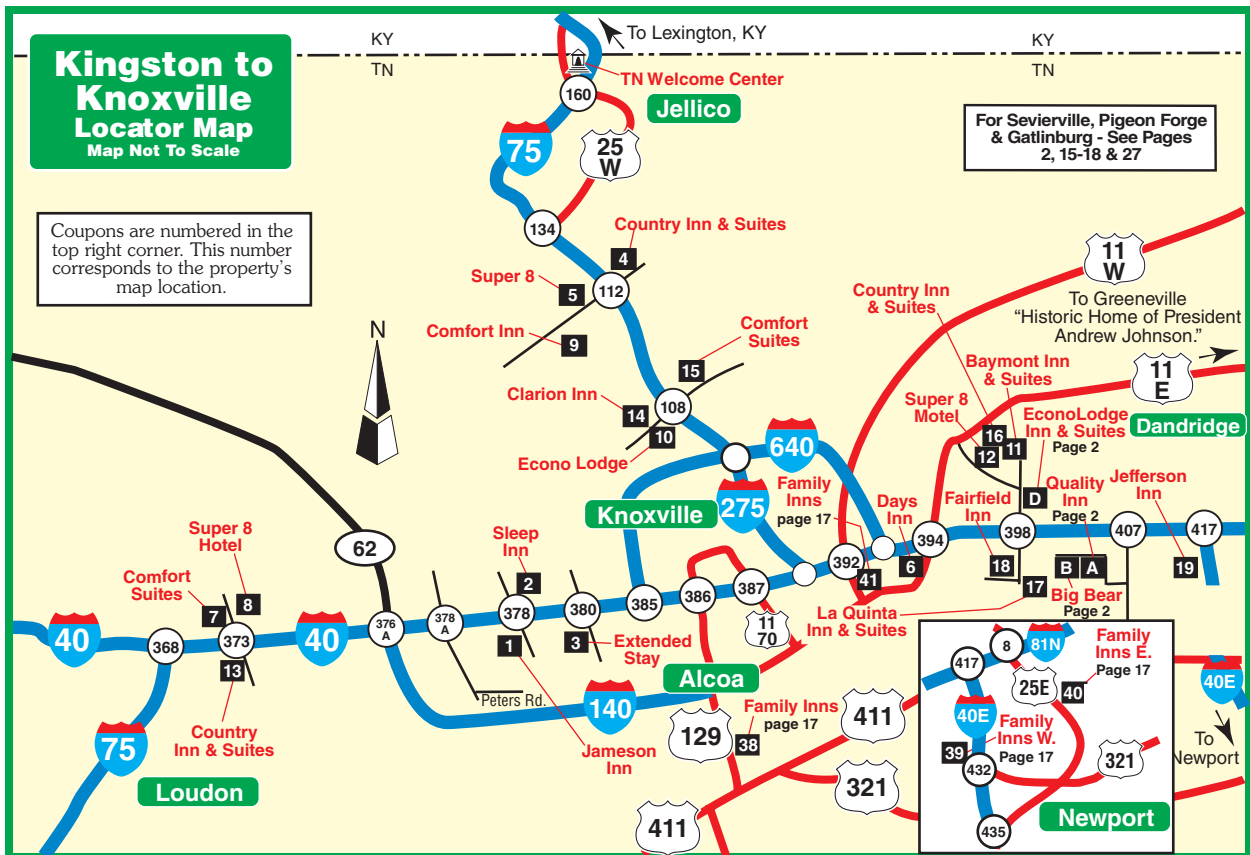 Kingston to
Knoxville
Locator Map
Map Not To Scale
KY
TN
To Lexington, KY
KY
TN
TN Welcome Center
160
Jellico
75
25
W
For Sevierville, Pigeon Forge
& Gatlinburg - See Pages
2, 15-18 & 27
Coupons are numbered in the
top right corner. This number
corresponds to the property's
map location.
134
Country Inn & Suites
4
Super 8
5
112
Comfort Inn
9
N
11
W
To Greeneville
“Historic Home of President
Andrew Johnson.”
11
E
Dandridge
Country Inn
& Suites
Baymont Inn
& Suites
Super 8
Motel
EconoLodge
Inn & Suites
Page 2
16
11
12
D
Comfort
Suites
15
Clarion Inn
14
108
10
Econo Lodge
640
275
Knoxville
Family
Inns
page 17
Days
Inn
Fairfield
Inn
Quality
Inn
Page 2
Jefferson
Inn
62
Super 8
Hotel
Comfort
Suites
7
8
Sleep
Inn
2
392
41
6
394
398
407
417
18
17
B
A
Big Bear
Page 2
19
La Quinta
Inn & Suites
40
368
373
40
376
A
378
A
378
380
385
386
387
11
70
13
Country
Inn & Suites
1
3
Extended
Stay
Jameson
Inn
Peters Rd.
140
Alcoa
129
Family Inns
page 17
38
411
321
411
75
Loudon
417
8
81N
Family
Inns E.
Page 17
25E
40
40E
Family
Inns W.
Page 17
39
432
321
435
Newport
40E
To
Newport